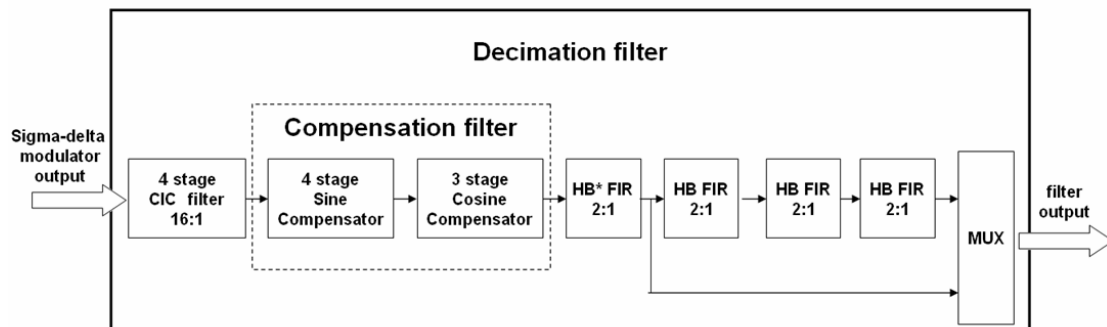 Decimation filter
Compensation filter
Sigma-delta
modulator
output
4 stage
CIC filter
16:1
4 stage
Sine
Compensator
3 stage
Cosine
Compensator
HB* FIR
2:1
HB FIR
2:1
HB FIR
2:1
HB FIR
2:1
MUX
filter
output